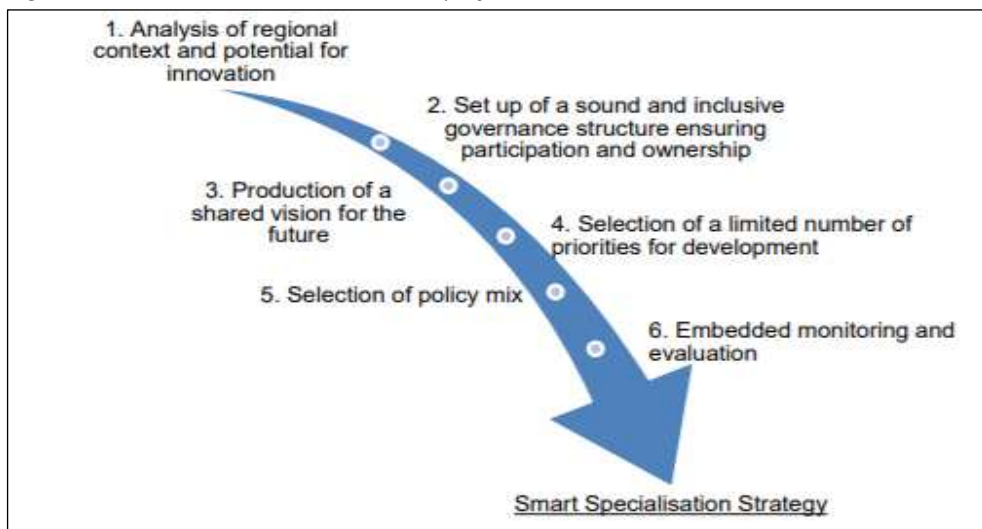 1. Analysis of regional
context and potential for
innovation
2. Set up of a sound and inclusive
governance structure ensuring
participation and ownership
3. Production of a
shared vision for the
future
4. Selection of a limited number of
priorities for development
5. Selection of policy mix
6. Embedded monitoring and
evaluation
Smart Specialisation Strategy